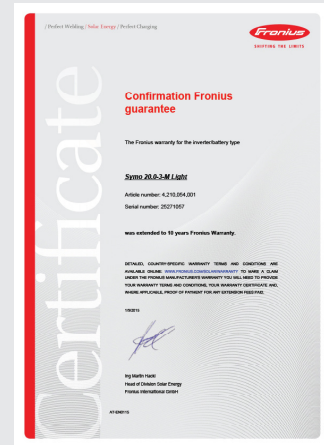 / Perfect Welding / Solar Energy / Perfect Charging
Fronius
SHIFTING THE LIMITS
Certificate
Confirmation Fronius
guarantee
The Fronius warranty for the inverter/battery type
Symo 20.0-3-M Light
Article number: 4,210,054,001
Serial number: 25271057
was extended to 10 years Fronius Warranty.
DETAILED, COUNTRY-SPECIFIC WARRANTY TERMS AND CONDITIONS ARE
AVAILABLE ONLINE: WWW.FRONIUS.COM/SOLAR/WARRANTY TO MAKE A CLAIM
UNDER THE FRONIUS MANUFACTURER'S WARRANTY YOU WILL NEED TO PROVIDE
YOUR WARRANTY TERMS AND CONDITIONS, YOUR WARRANTY CERTIFICATE AND,
WHERE APPLICABLE, PROOF OF PAYMENT FOR ANY EXTENSION FEES PAID.
Ing Martin Hackl
Head of Division Solar Energy
Fronius International GmbH